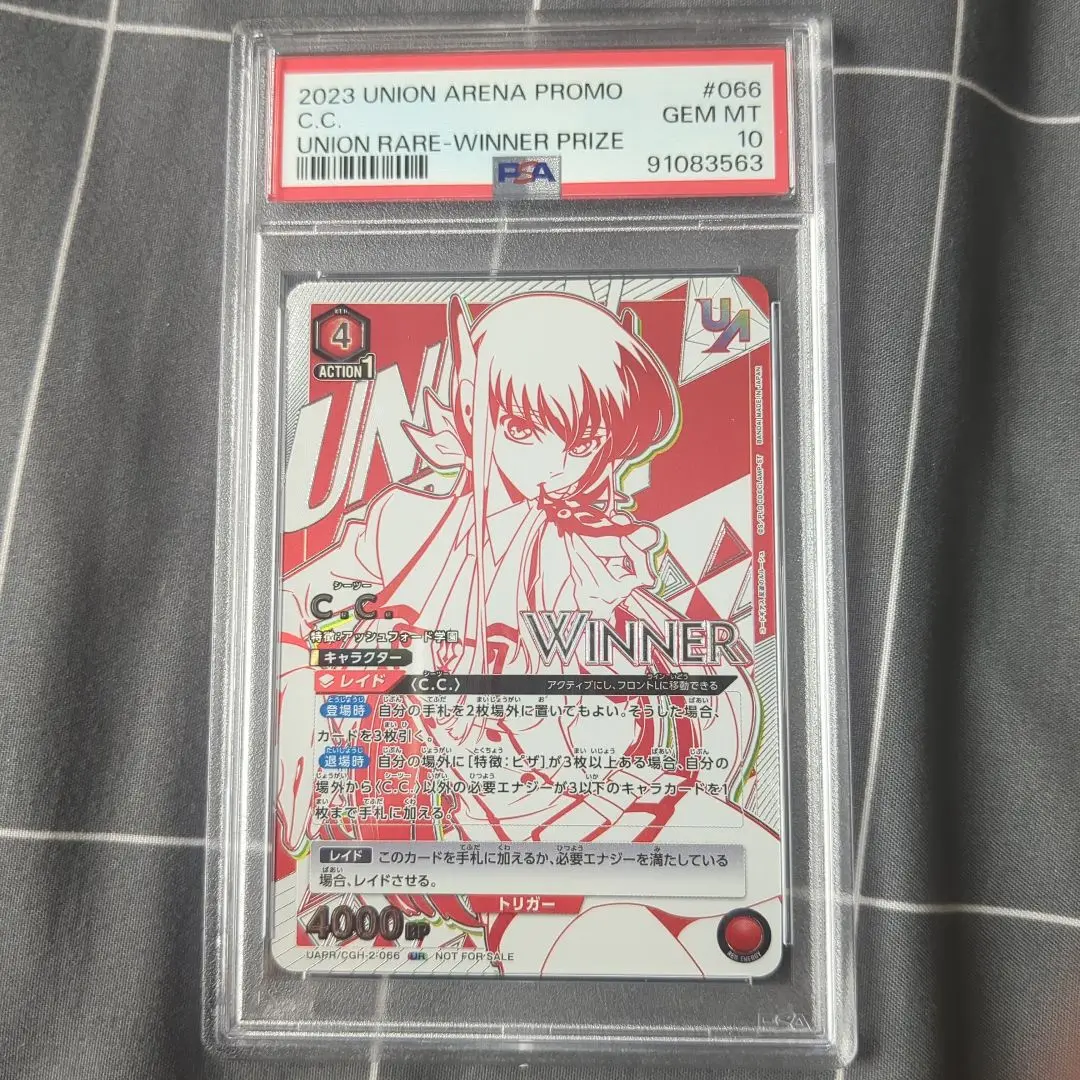 2023 UNION ARENA PROMO #066
C.C. GEM MT
UNION RARE-WINNER PRIZE 10
PSA 91083563
4
ACTION1
UA
UN
BANDAI MADE IN JAPAN
シーツー
C.C.
特徴:アッシュフォード学園
WINNER
キャラクター
レイド 〈C.C.〉 アクティブにし、フロントLに移動できる
登場時 自分の手札を2枚場外に置いてもよい。そうした場合、
カードを3枚引く。
退場時 自分の場外に[特徴:ピザ]が3枚以上ある場合、自分の
場外から〈C.C.〉以外の必要エナジーが3以下のキャラカードを1
枚まで手札に加える。
レイド このカードを手札に加えるか、必要エナジーを満たしている
場合、レイドさせる。
トリガー
4000BP
UAPR/CGH-2-066 UR NOT FOR SALE